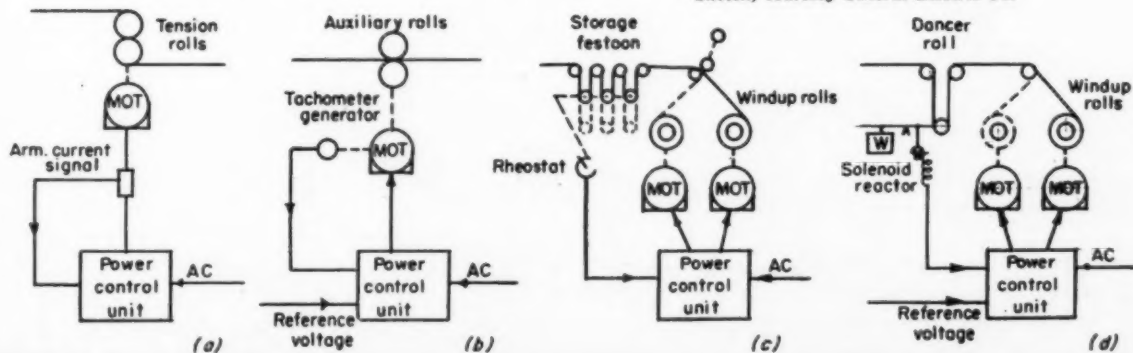 Tension
rolls
MOT
Arm. current
signal
Power
control
unit
AC
(a)
Auxiliary rolls
Tachometer
generator
MOT
Power
control
unit
AC
Reference
voltage
(b)
Storage
festoon
Windup rolls
Rheostat
MOT
MOT
Power
control
unit
AC
(c)
Dancer
roll
Windup
rolls
A
W
Solenoid
reactor
MOT
MOT
Power
control
unit
AC
Reference
voltage
(d)